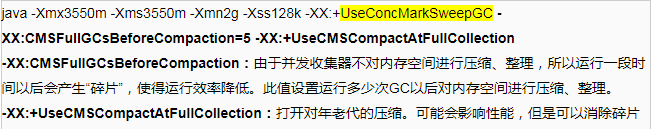 java -Xmx3550m -Xms3550m -Xmn2g -Xss128k -XX:+UseConcMarkSweepGC -
XX:CMSFullGCsBeforeCompaction=5 -XX:+UseCMSCompactAtFullCollection
-XX:CMSFullGCsBeforeCompaction：由于并发收集器不对内存空间进行压缩、整理，所以运行一段时
间以后会产生“碎片”，使得运行效率降低。此值设置运行多少次GC以后对内存空间进行压缩、整理。
-XX:+UseCMSCompactAtFullCollection：打开对年老代的压缩。可能会影响性能，但是可以消除碎片